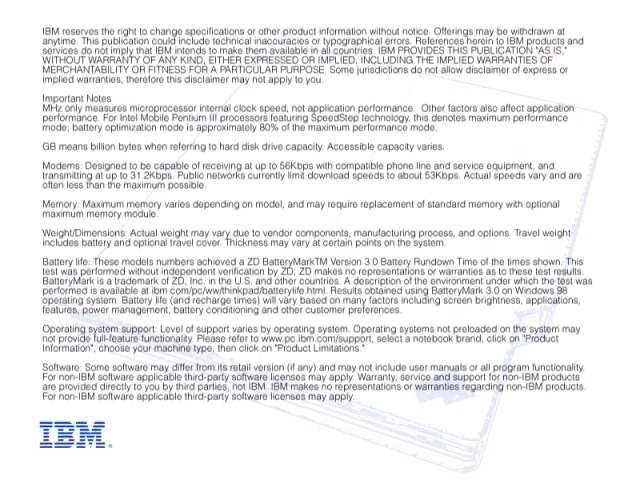 IBM reserves the right to change specifications or other product information without notice. Offerings may be withdrawn at
anytime. This publication could include technical inaccuracies or typographical errors. References herein to IBM products and
services do not imply that IBM intends to make them available in all countries. IBM PROVIDES THIS PUBLICATION "AS IS,"
WITHOUT WARRANTY OF ANY KIND, EITHER EXPRESSED OR IMPLIED, INCLUDING THE IMPLIED WARRANTIES OF
MERCHANTABILITY OR FITNESS FOR A PARTICULAR PURPOSE. Some jurisdictions do not allow disclaimer of express or
implied warranties, therefore this disclaimer may not apply to you.
Important Notes
MHz only measures microprocessor internal clock speed, not application performance. Other factors also affect application
performance. For Intel Mobile Pentium III processors featuring SpeedStep technology, this denotes maximum performance
mode; battery optimization mode is approximately 80% of the maximum performance mode.
GB means billion bytes when referring to hard disk drive capacity. Accessible capacity varies.
Modems: Designed to be capable of receiving at up to 56Kbps with compatible phone line and service equipment, and
transmitting at up to 31.2Kbps. Public networks currently limit download speeds to about 53Kbps. Actual speeds vary and are
often less than the maximum possible.
Memory: Maximum memory varies depending on model, and may require replacement of standard memory with optional
maximum memory module.
Weight/Dimensions: Actual weight may vary due to vendor components, manufacturing process, and options. Travel weight
includes battery and optional travel cover. Thickness may vary at certain points on the system.
Battery life: These models numbers achieved a ZD BatteryMarkTM Version 3.0 Battery Rundown Time of the times shown. This
test was performed without independent verification by ZD; ZD makes no representations or warranties as to these test results.
BatteryMark is a trademark of ZD, Inc. in the U.S. and other countries. A description of the environment under which the test was
performed is available at ibm.com/pc/ww/thinkpad/batterylife.html. Results obtained using BatteryMark 3.0 on Windows 98
operating system. Battery life (and recharge times) will vary based on many factors including screen brightness, applications,
features, power management, battery conditioning and other customer preferences.
Operating system support: Level of support varies by operating system. Operating systems not preloaded on the system may
not provide full-feature functionality. Please refer to www.pc.ibm.com/support, select a notebook brand, click on "Product
Information", choose your machine type, then click on "Product Limitations."
Software: Some software may differ from its retail version (if any) and may not include user manuals or all program functionality.
For non-IBM software applicable third-party software licenses may apply. Warranty, service and support for non-IBM products
are provided directly to you by third parties, not IBM. IBM makes no representations or warranties regarding non-IBM products.
For non-IBM software applicable third-party software licenses may apply.
IBM